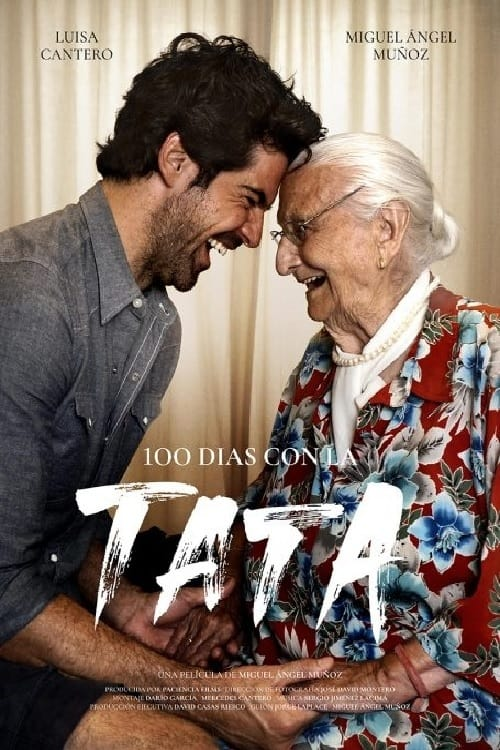 LUISA
CANTERO
MIGUEL ÁNGEL
MUÑOZ
100 DIAS CON LA
TATA
UNA PELÍCULA DE MIGUEL ÁNGEL MUÑOZ
PRODUCIDA POR PACIENCIA FILMS DIRECCIÓN DE FOTOGRAFÍA JOSÉ DAVID MONTERO
MONTAJE DARÍO GARCÍA, MERCEDES CANTERO MÚSICA SERGIO JIMÉNEZ LACIMA
PRODUCCIÓN EJECUTIVA DAVID CASAS RIESCO GUIÓN JORGE LAPLACE MIGUEL ÁNGEL MUÑOZ